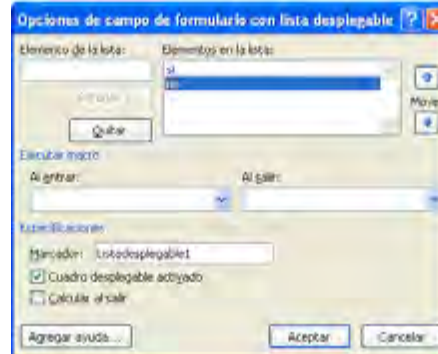 Opciones de campo de formulario con lista desplegable
Elemento de la lista: Elementos en la lista:
si
no
Quitar
Mover
Ejecutar macro
Al entrar: Al salir:
Especificaciones
Marcador: Listadesplegable1
Cuadro desplegable activado
Calcular al salir
Agregar ayuda... Aceptar Cancelar